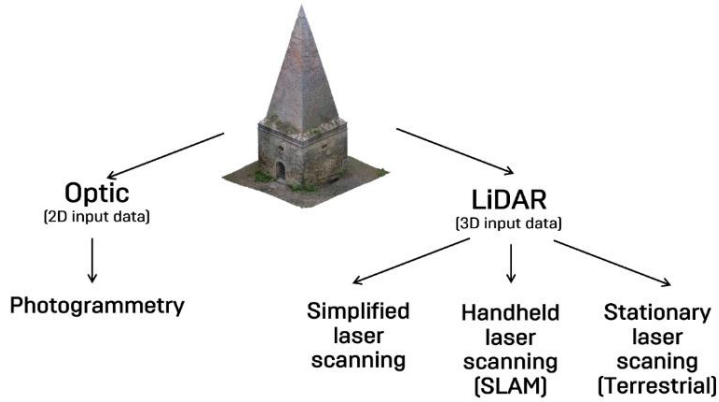 Optic
(2D input data)
Photogrammetry
LiDAR
(3D input data)
Simplified
laser
scanning
Handheld
laser
scanning
(SLAM)
Stationary
laser
scaning
(Terrestrial)